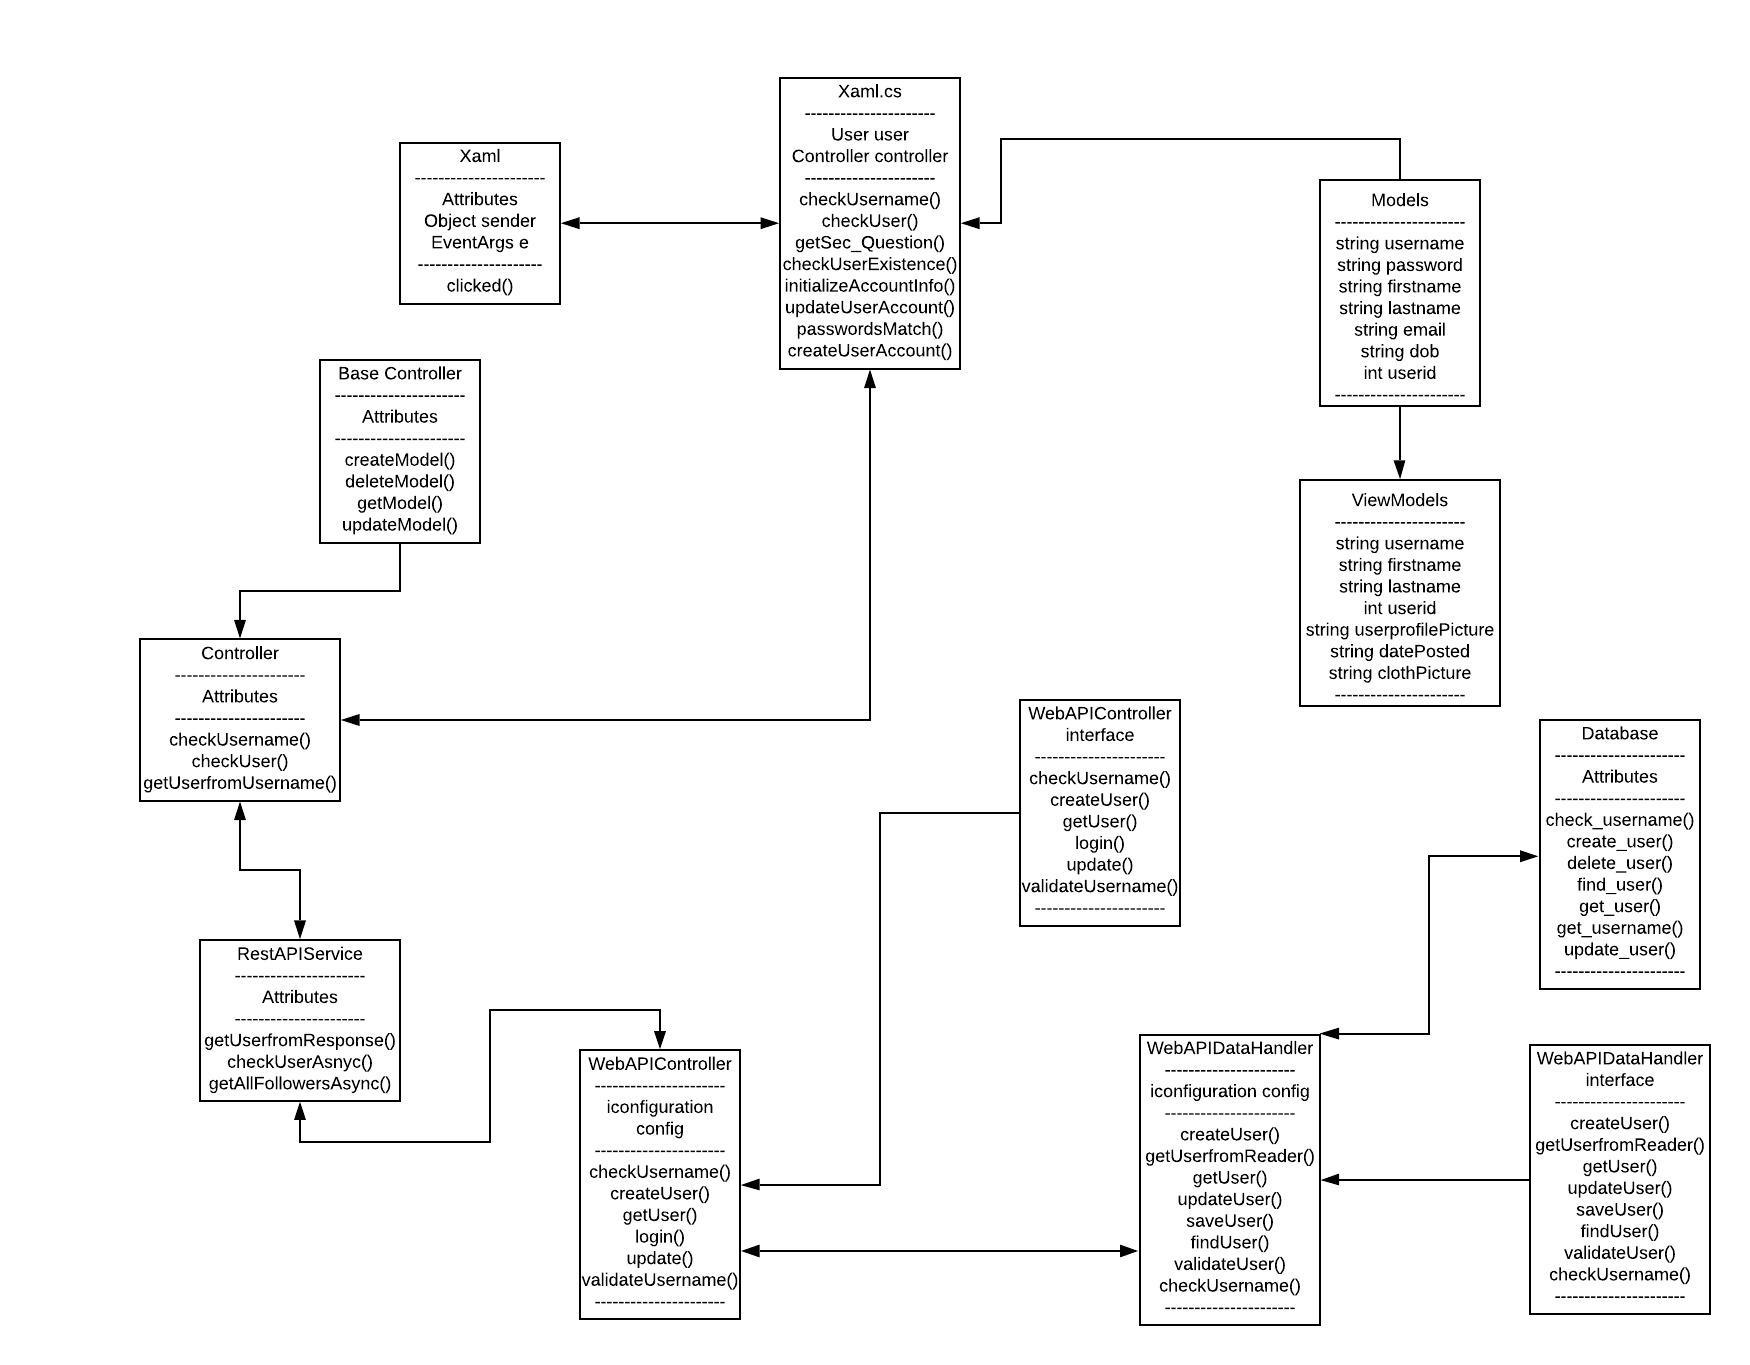 Xaml.cs
----------------------
User user
Controller controller
----------------------
checkUsername()
checkUser()
getSec_Question()
checkUserExistence()
initializeAccountInfo()
updateUserAccount()
passwordsMatch()
createUserAccount()
Xaml
----------------------
Attributes
Object sender
EventArgs e
---------------------
clicked()
Models
----------------------
string username
string password
string firstname
string lastname
string email
string dob
int userid
----------------------
Base Controller
----------------------
Attributes
----------------------
createModel()
deleteModel()
getModel()
updateModel()
ViewModels
----------------------
string username
string firstname
string lastname
int userid
string userprofilePicture
string datePosted
string clothPicture
----------------------
Controller
----------------------
Attributes
----------------------
checkUsername()
checkUser()
getUserfromUsername()
WebAPIController
interface
----------------------
checkUsername()
createUser()
getUser()
login()
update()
validateUsername()
----------------------
Database
----------------------
Attributes
----------------------
check_username()
create_user()
delete_user()
find_user()
get_user()
get_username()
update_user()
----------------------
RestAPIService
----------------------
Attributes
----------------------
getUserfromResponse()
checkUserAsnyc()
getAllFollowersAsync()
WebAPIController
----------------------
iconfiguration
config
----------------------
checkUsername()
createUser()
getUser()
login()
update()
validateUsername()
----------------------
WebAPIDataHandler
----------------------
iconfiguration config
----------------------
createUser()
getUserfromReader()
getUser()
updateUser()
saveUser()
findUser()
validateUser()
checkUsername()
----------------------
WebAPIDataHandler
interface
----------------------
createUser()
getUserfromReader()
getUser()
updateUser()
saveUser()
findUser()
validateUser()
checkUsername()
----------------------